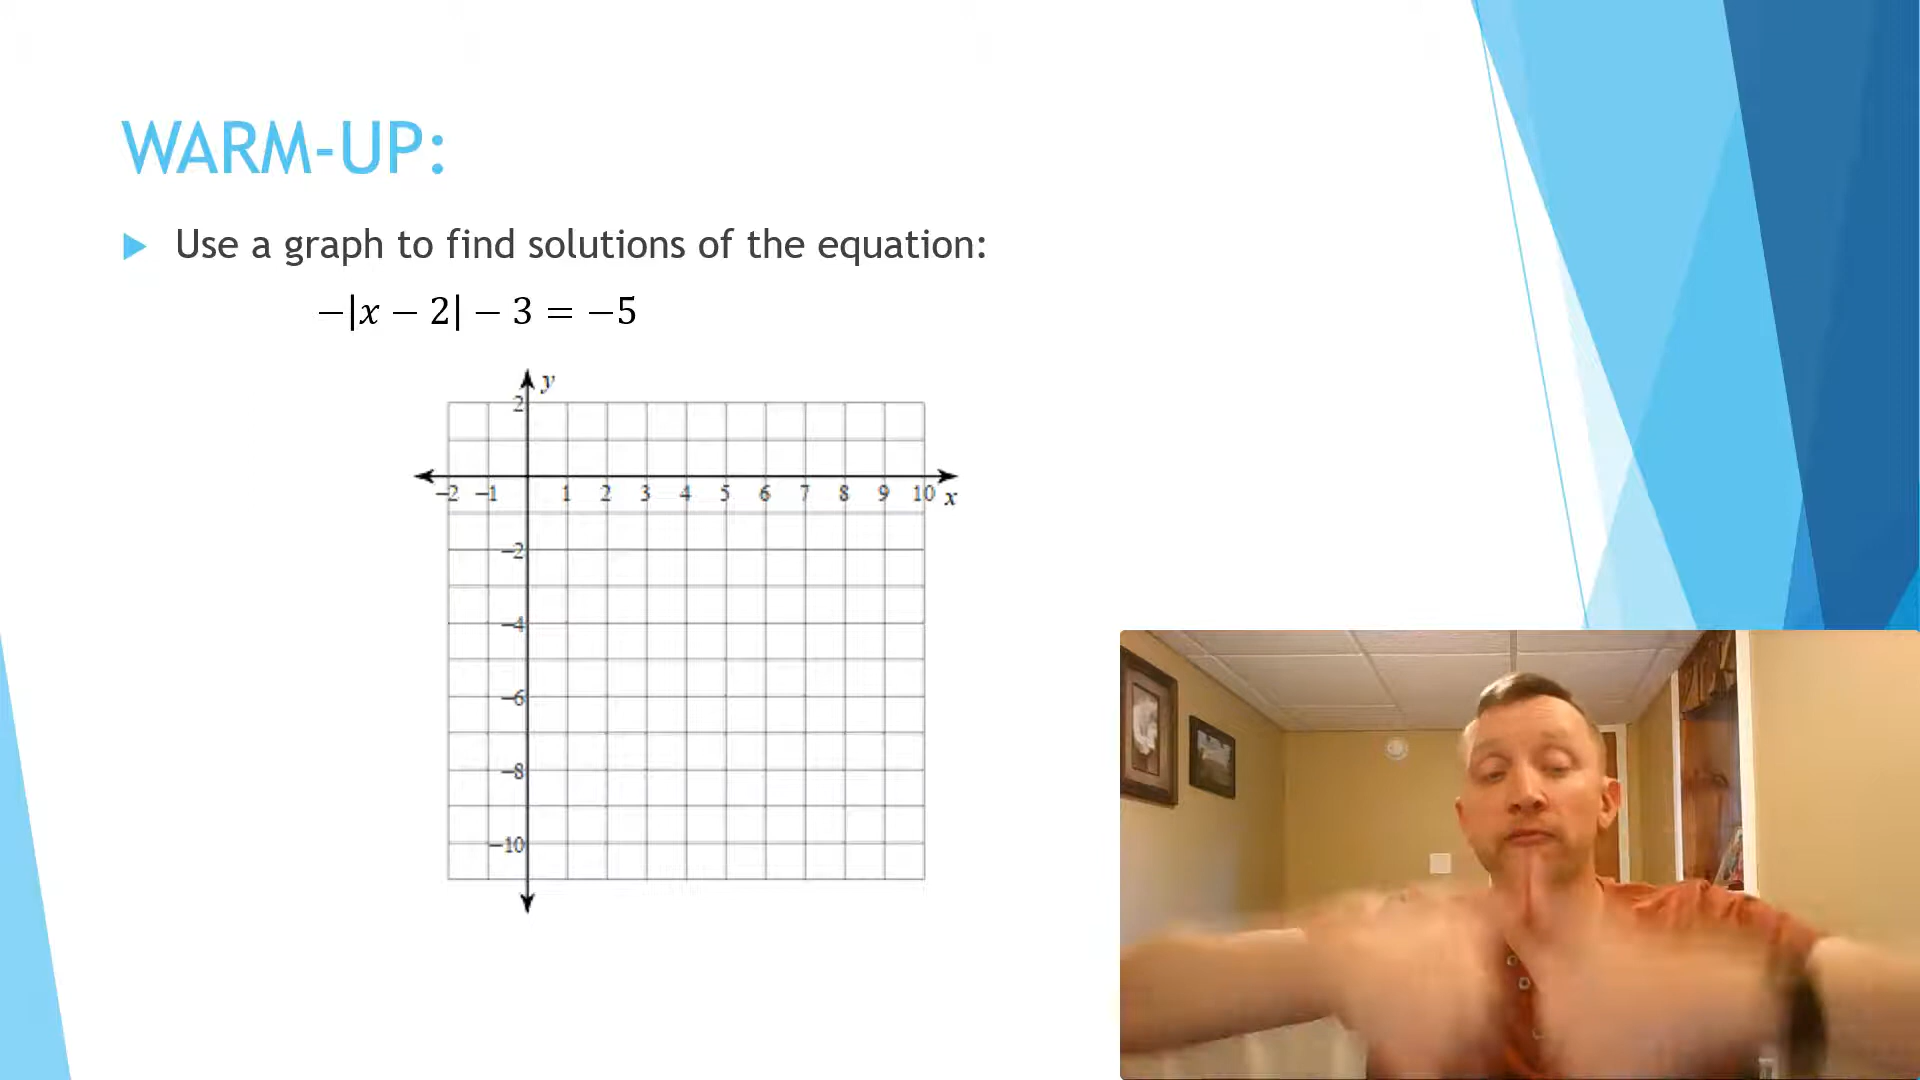 WARM-UP:
Use a graph to find solutions of the equation:
−|x − 2| − 3 = −5
y
2
−2 −1 1 2 3 4 5 6 7 8 9 10 x
−2
−4
−6
−8
−10